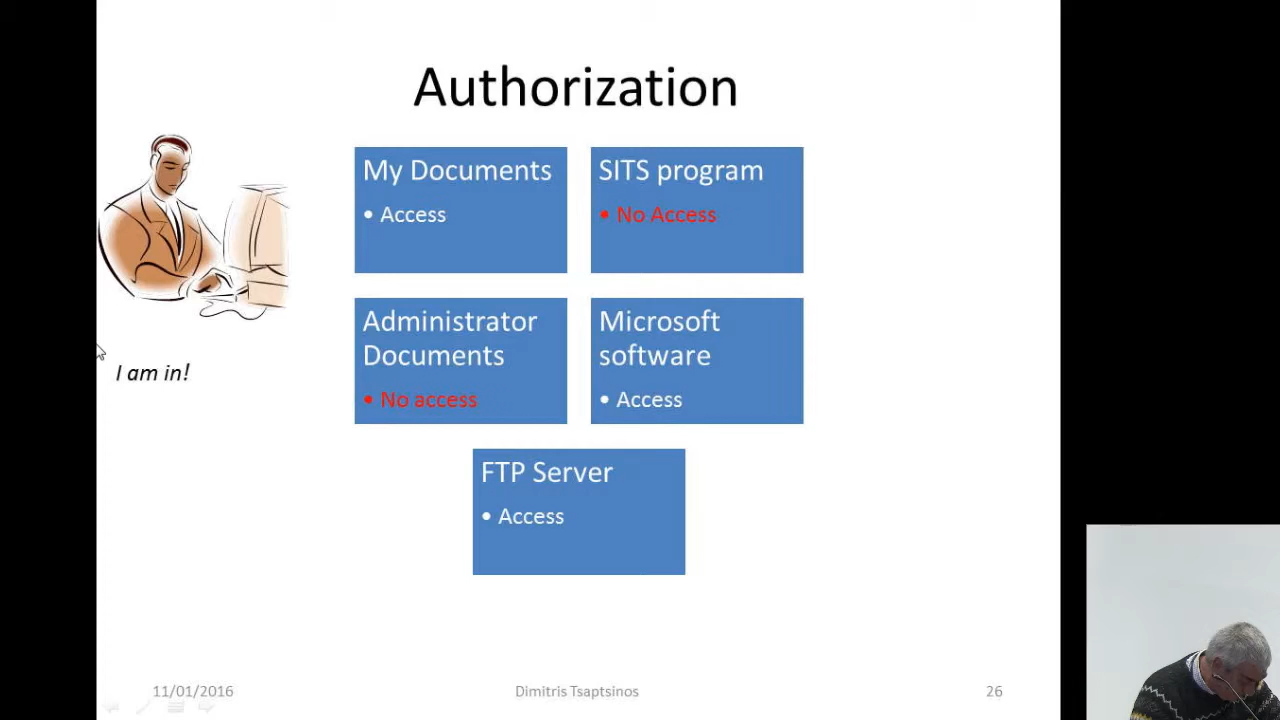 Authorization
My Documents
• Access
SITS program
• No Access
Administrator
Documents
• No access
Microsoft
software
• Access
I am in!
FTP Server
• Access
11/01/2016
Dimitris Tsaptsinos
26